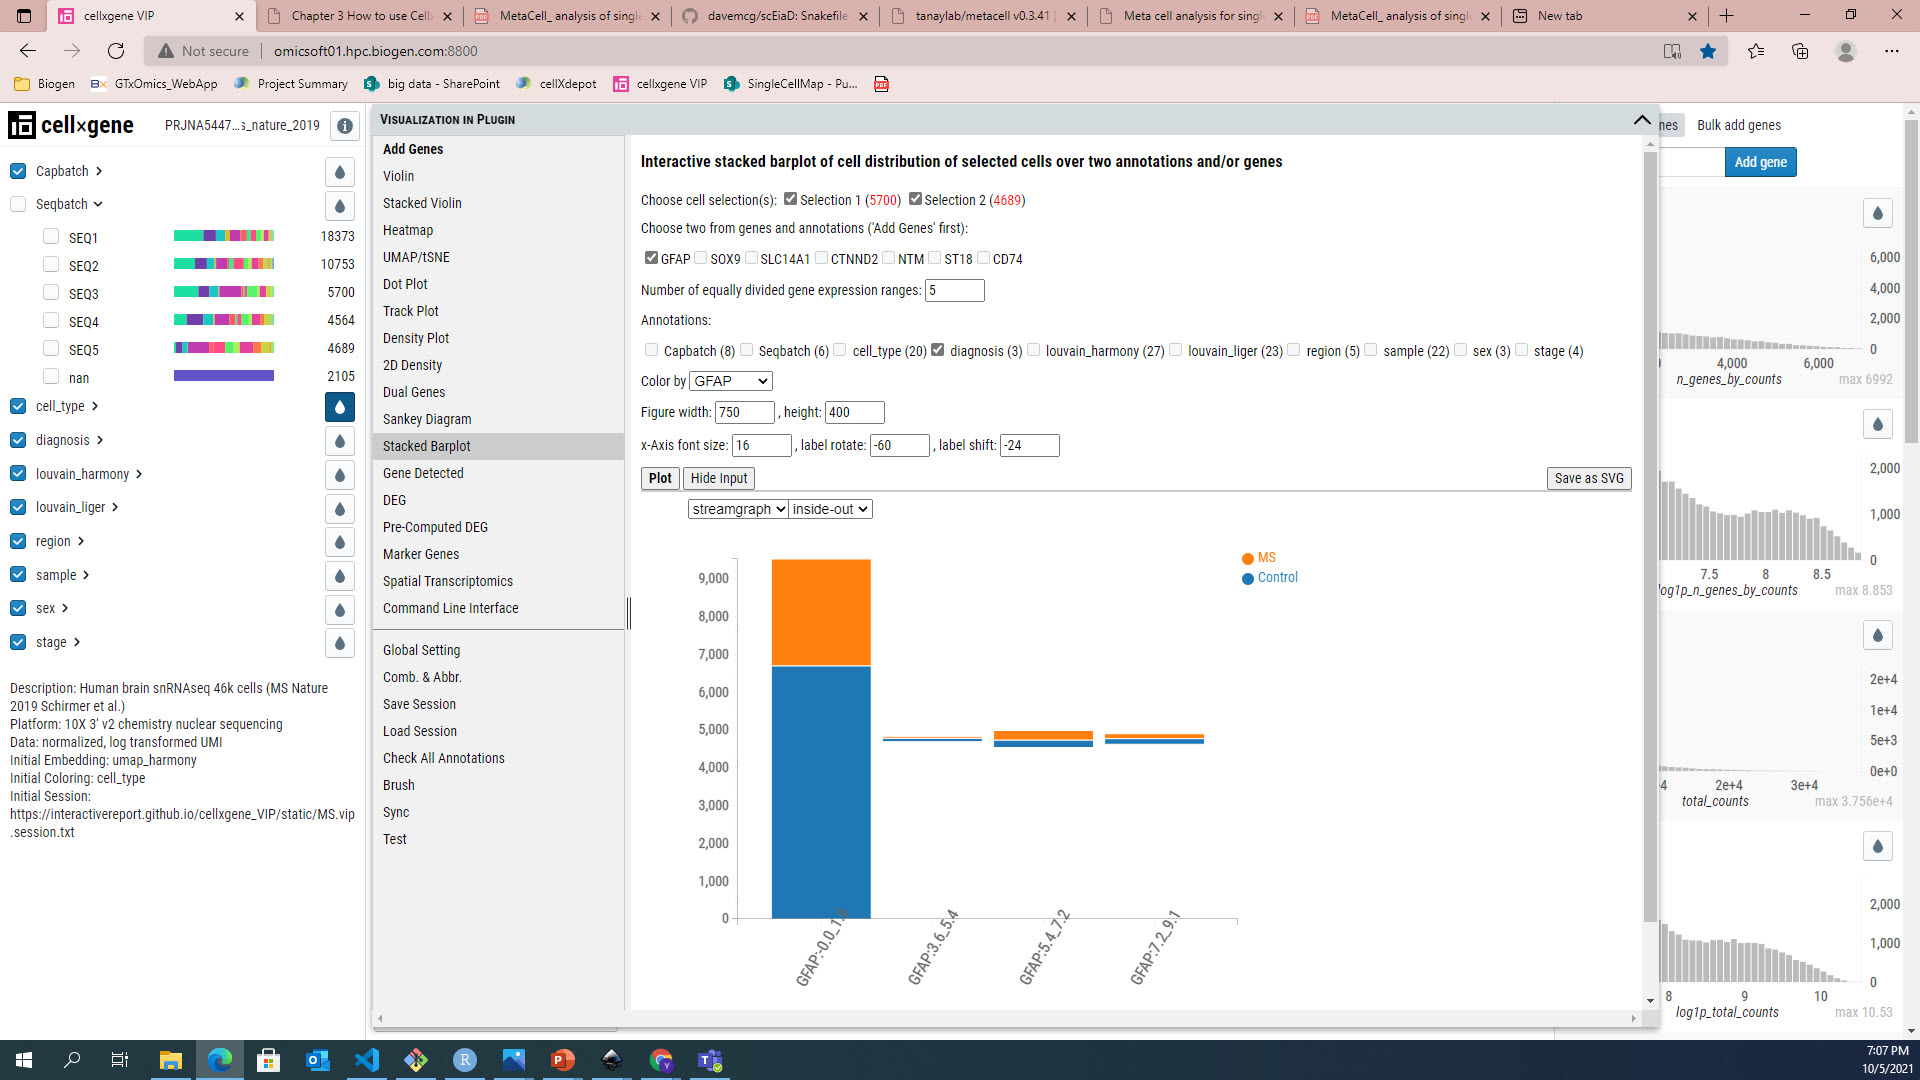 cellxgene VIP
Chapter 3 How to use Cellx
MetaCell_ analysis of single
davemcg/scEiaD: Snakefile
tanaylab/metacell v0.3.41 |
Meta cell analysis for single
MetaCell_ analysis of single
New tab
Not secure
omicsoft01.hpc.biogen.com:8800
Biogen
GTxOmics_WebApp
Project Summary
big data - SharePoint
cellXdepot
cellxgene VIP
SingleCellMap - Pu...
cell×gene
PRJNA5447...s_nature_2019
Capbatch
Seqbatch
SEQ1 18373
SEQ2 10753
SEQ3 5700
SEQ4 4564
SEQ5 4689
nan 2105
cell_type
diagnosis
louvain_harmony
louvain_liger
region
sample
sex
stage
Description: Human brain snRNAseq 46k cells (MS Nature
2019 Schirmer et al.)
Platform: 10X 3' v2 chemistry nuclear sequencing
Data: normalized, log transformed UMI
Initial Embedding: umap_harmony
Initial Coloring: cell_type
Initial Session:
https://interactivereport.github.io/cellxgene_VIP/static/MS.vip
.session.txt
Visualization in Plugin
Add Genes
Violin
Stacked Violin
Heatmap
UMAP/tSNE
Dot Plot
Track Plot
Density Plot
2D Density
Dual Genes
Sankey Diagram
Stacked Barplot
Gene Detected
DEG
Pre-Computed DEG
Marker Genes
Spatial Transcriptomics
Command Line Interface
Global Setting
Comb. & Abbr.
Save Session
Load Session
Check All Annotations
Brush
Sync
Test
Interactive stacked barplot of cell distribution of selected cells over two annotations and/or genes
Choose cell selection(s): Selection 1 (5700) Selection 2 (4689)
Choose two from genes and annotations ('Add Genes' first):
GFAP SOX9 SLC14A1 CTNND2 NTM ST18 CD74
Number of equally divided gene expression ranges: 5
Annotations:
Capbatch (8) Seqbatch (6) cell_type (20) diagnosis (3) louvain_harmony (27) louvain_liger (23) region (5) sample (22) sex (3) stage (4)
Color by GFAP
Figure width: 750 , height: 400
x-Axis font size: 16 , label rotate: -60 , label shift: -24
Plot Hide Input Save as SVG
streamgraph inside-out
MS
Control
9,000
8,000
7,000
6,000
5,000
4,000
3,000
2,000
1,000
0
GFAP:-0.0_1.
GFAP:3.6_5.4
GFAP:5.4_7.2
GFAP:7.2_9.1
nes Bulk add genes
Add gene
6,000
4,000
2,000
0
4,000 6,000
n_genes_by_counts max 6992
2,000
1,000
0
7.5 8 8.5
log1p_n_genes_by_counts max 8.853
2e+4
1e+4
5e+3
0e+0
2e+4 3e+4
total_counts max 3.756e+4
2,000
1,000
0
8 9 10
log1p_total_counts max 10.53
7:07 PM
10/5/2021